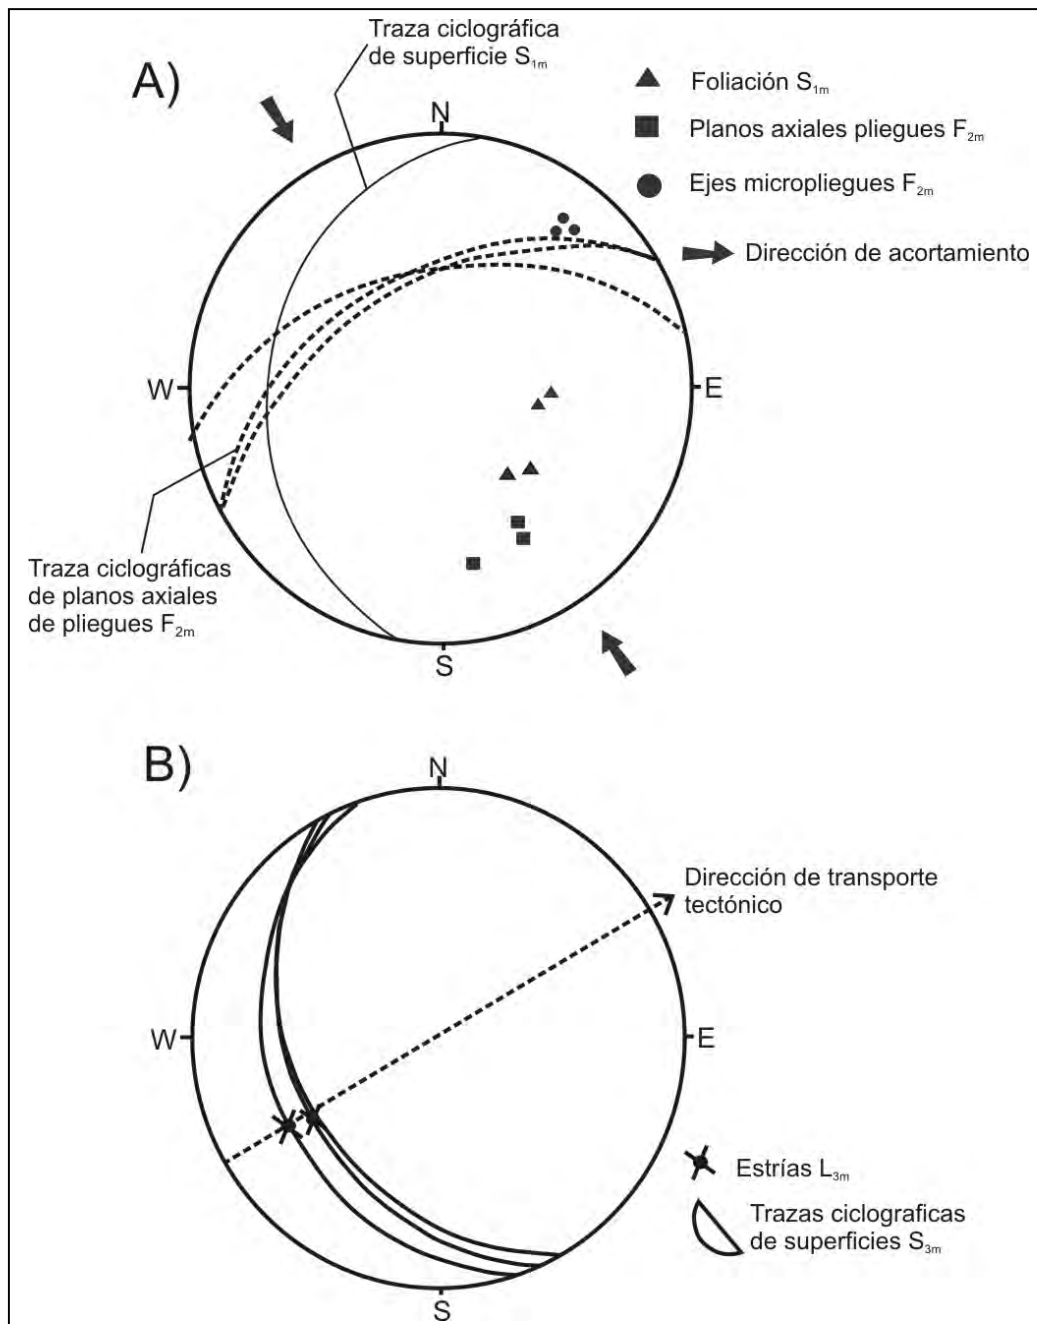 A)
Traza ciclográfica
de superficie S1m
N
Foliación S1m
Planos axiales pliegues F2m
Ejes micropliegues F2m
Dirección de acortamiento
W
E
Traza ciclográficas
de planos axiales
de pliegues F2m
S
B)
N
Dirección de transporte
tectónico
W
E
Estrías L3m
Trazas ciclograficas
de superficies S3m
S